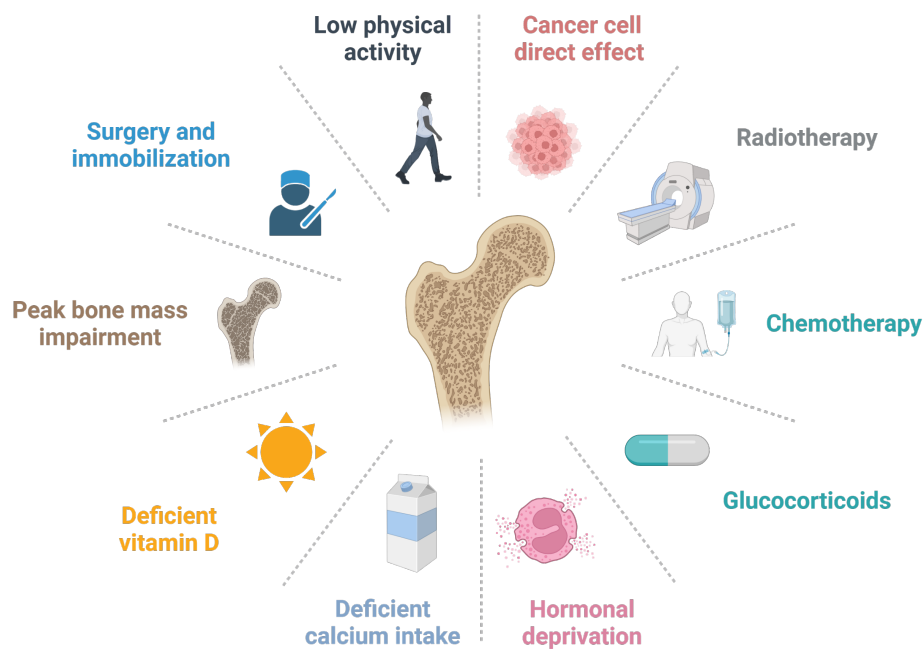 Low physical
activity
Cancer cell
direct effect
Surgery and
immobilization
Radiotherapy
Peak bone mass
impairment
Chemotherapy
Deficient
vitamin D
Glucocorticoids
Deficient
calcium intake
Hormonal
deprivation